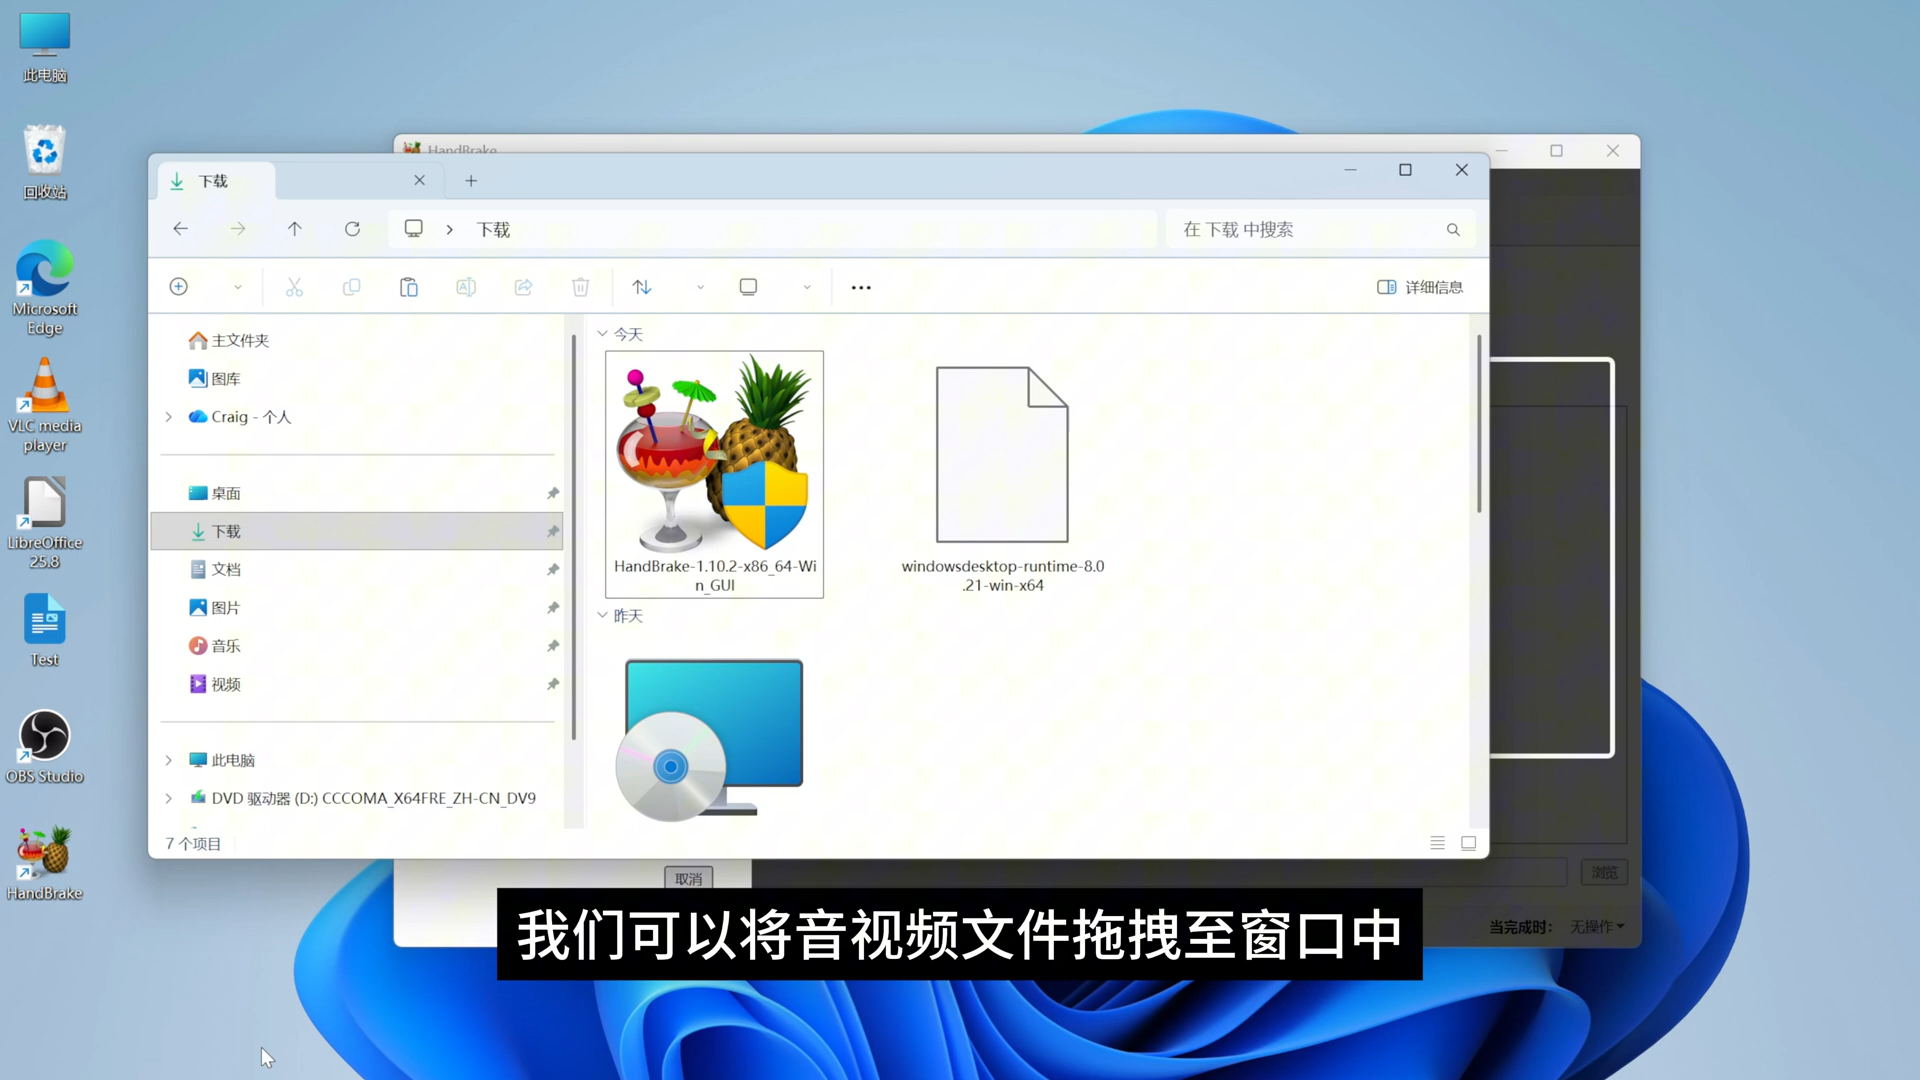 此电脑
回收站
Microsoft
Edge
VLC media
player
LibreOffice
25.8
Test
OBS Studio
HandBrake
HandBrake
下载
下载
在 下载 中搜索
详细信息
主文件夹
图库
Craig - 个人
桌面
下载
文档
图片
音乐
视频
此电脑
DVD 驱动器 (D:) CCCOMA_X64FRE_ZH-CN_DV9
7 个项目
今天
HandBrake-1.10.2-x86_64-Wi
n_GUI
windowsdesktop-runtime-8.0
.21-win-x64
昨天
取消
浏览
当完成时:
无操作
我们可以将音视频文件拖拽至窗口中